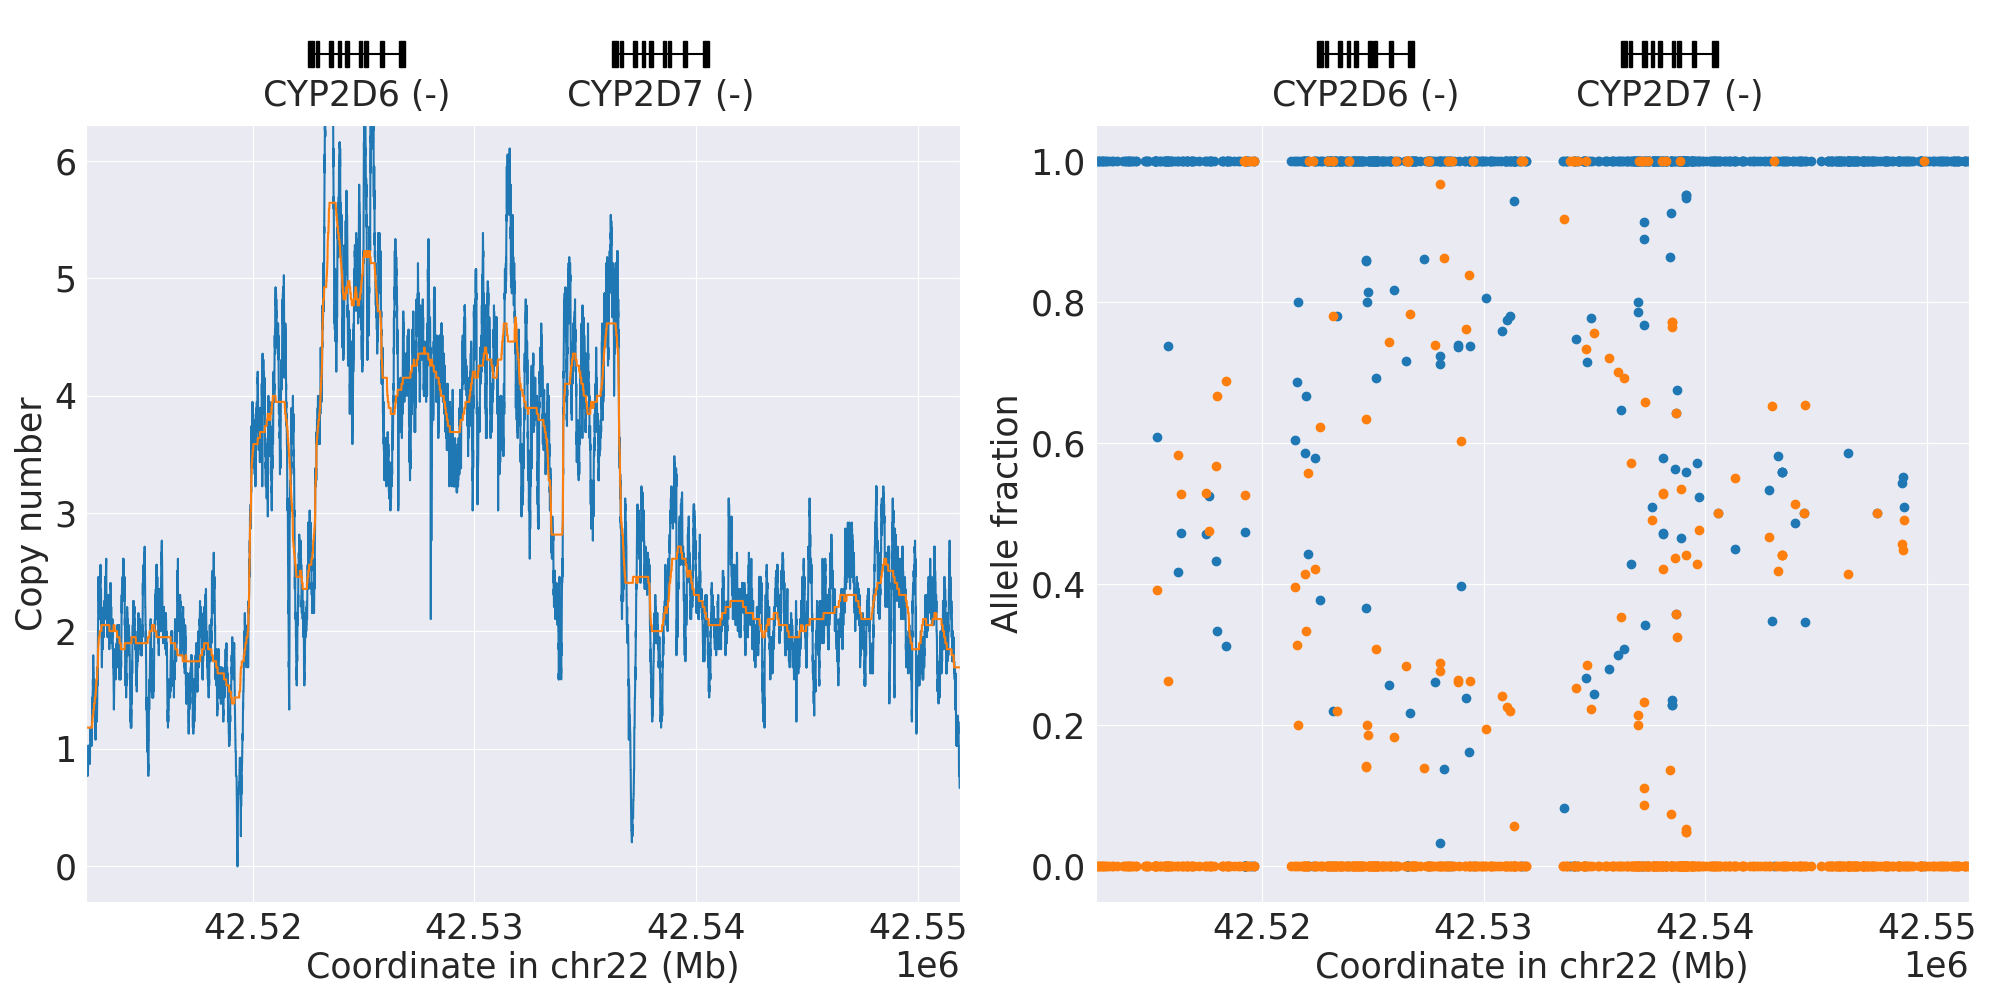 CYP2D6 (-) CYP2D7 (-)
Copy number
6
5
4
3
2
1
0
42.52 42.53 42.54 42.55
Coordinate in chr22 (Mb) 1e6
CYP2D6 (-) CYP2D7 (-)
Allele fraction
1.0
0.8
0.6
0.4
0.2
0.0
42.52 42.53 42.54 42.55
Coordinate in chr22 (Mb) 1e6